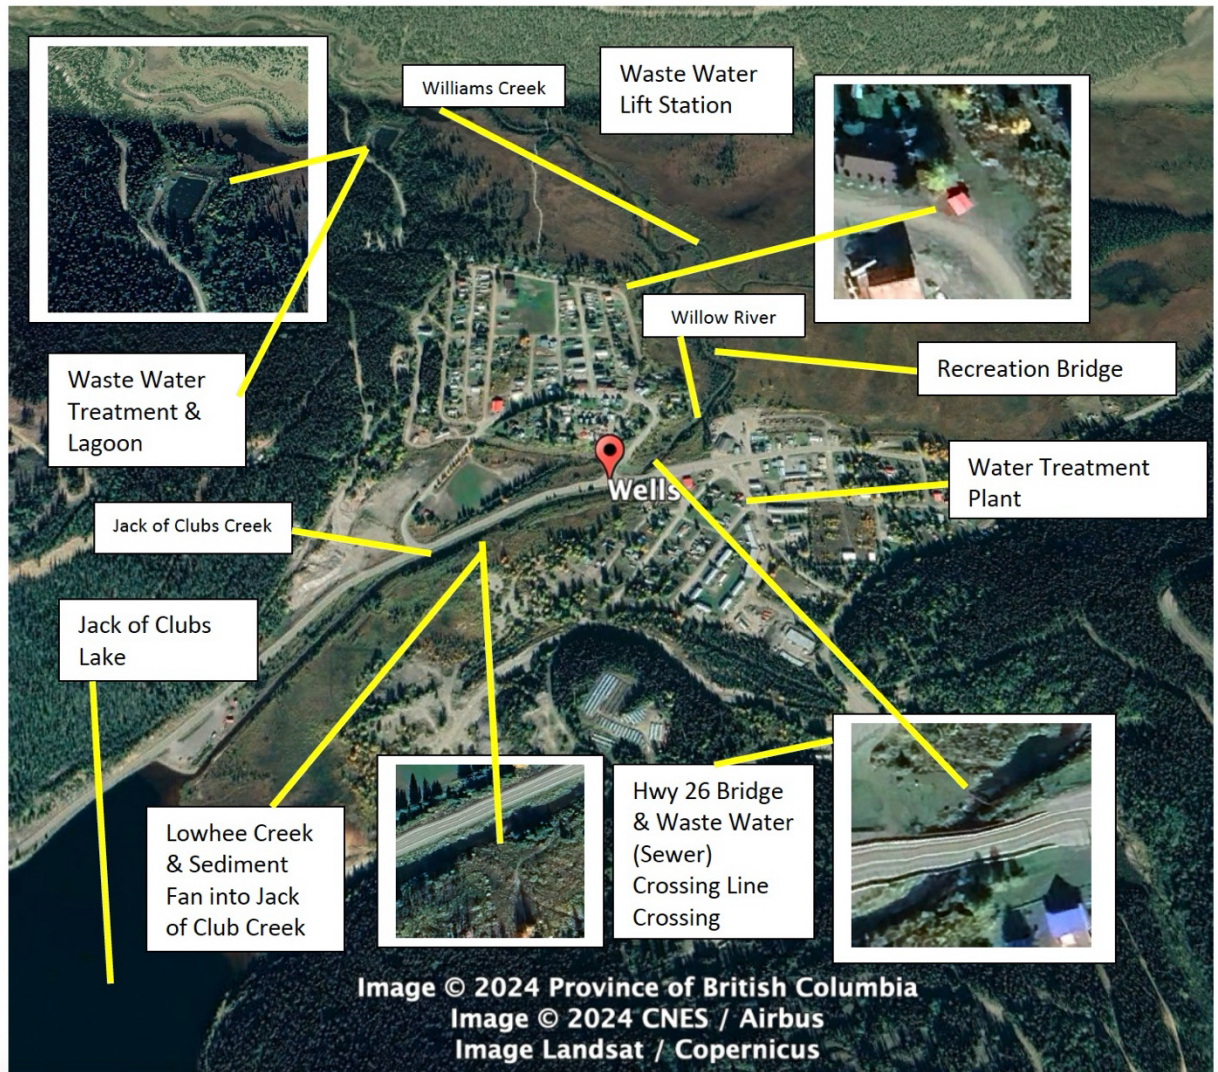 Williams Creek
Waste Water
Lift Station
Willow River
Recreation Bridge
Waste Water
Treatment &
Lagoon
Wells
Water Treatment
Plant
Jack of Clubs Creek
Jack of Clubs
Lake
Lowhee Creek
& Sediment
Fan into Jack
of Club Creek
Hwy 26 Bridge
& Waste Water
(Sewer)
Crossing Line
Crossing
Image © 2024 Province of British Columbia
Image © 2024 CNES / Airbus
Image Landsat / Copernicus